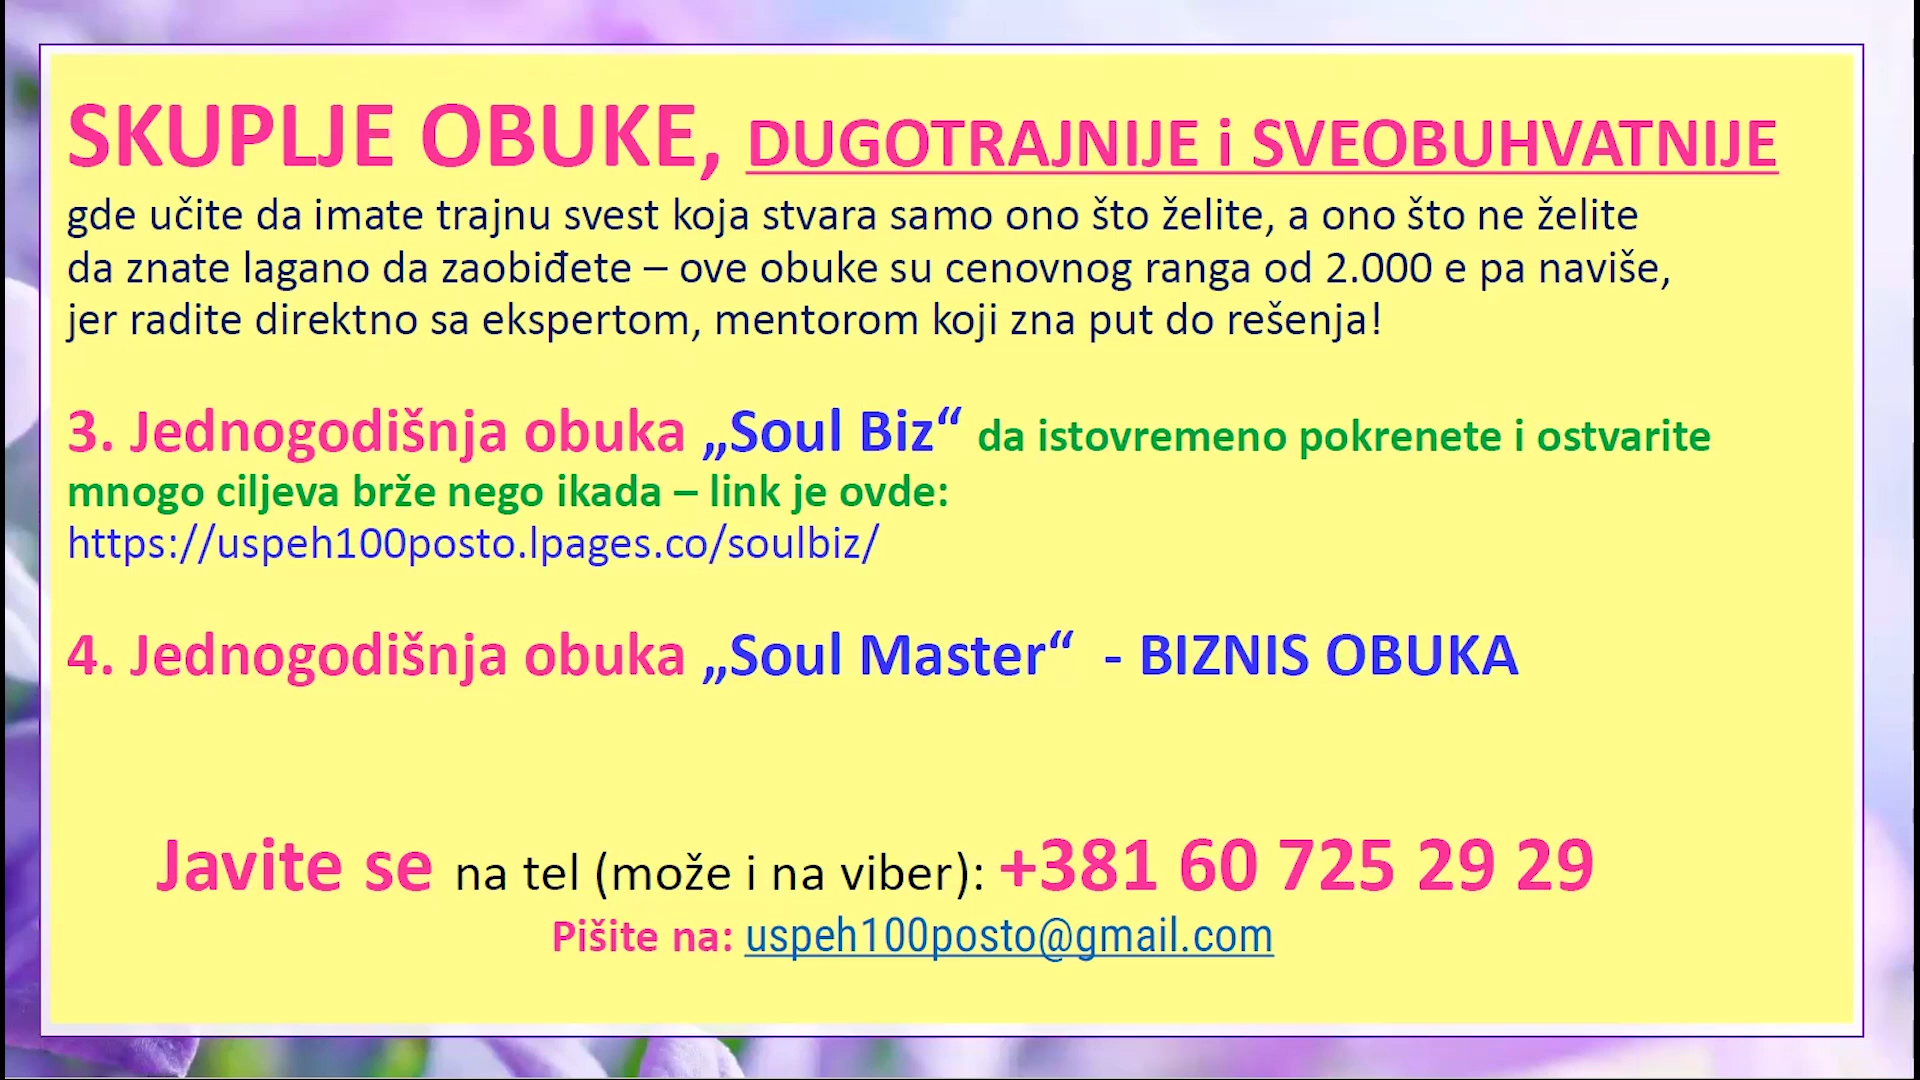 SKUPLJE OBUKE, DUGOTRAJNIJE i SVEOBUHVATNIJE
gde učite da imate trajnu svest koja stvara samo ono što želite, a ono što ne želite
da znate lagano da zaobiđete – ove obuke su cenovnog ranga od 2.000 e pa naviše,
jer radite direktno sa ekspertom, mentorom koji zna put do rešenja!
3. Jednogodišnja obuka „Soul Biz“ da istovremeno pokrenete i ostvarite
mnogo ciljeva brže nego ikada – link je ovde:
https://uspeh100posto.lpages.co/soulbiz/
4. Jednogodišnja obuka „Soul Master“ - BIZNIS OBUKA
Javite se na tel (može i na viber): +381 60 725 29 29
Pišite na: uspeh100posto@gmail.com